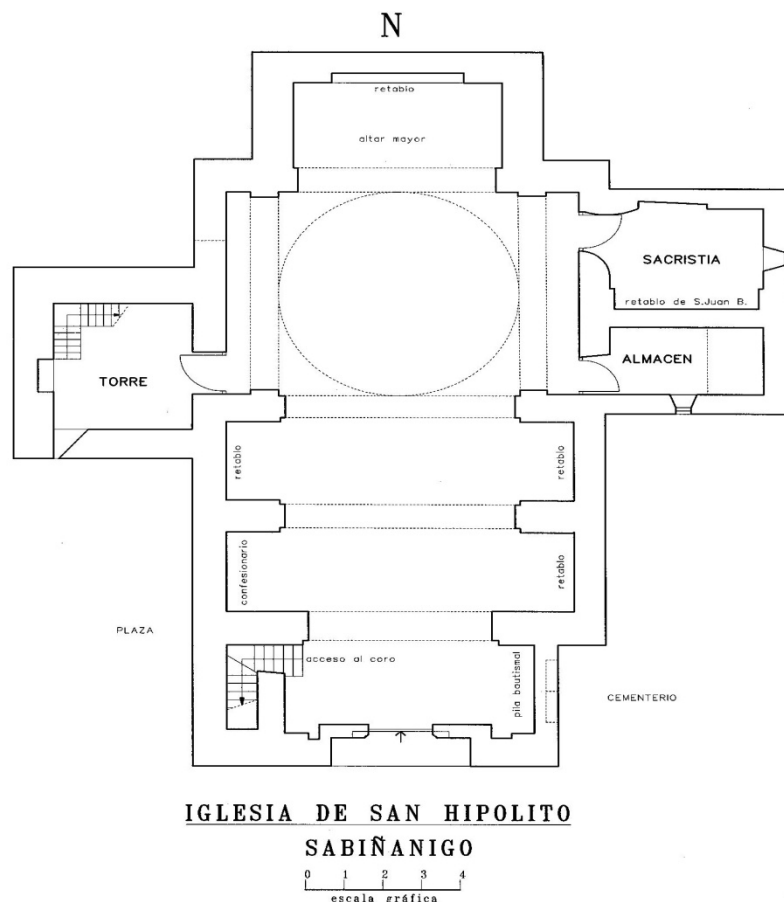 N
retablo
altar mayor
SACRISTIA
retablo de S.Juan B.
TORRE
ALMACEN
retablo
retablo
confesionario
retablo
PLAZA
acceso al coro
pila bautismal
CEMENTERIO
IGLESIA DE SAN HIPOLITO
SABIÑANIGO
0 1 2 3 4
escala gráfica